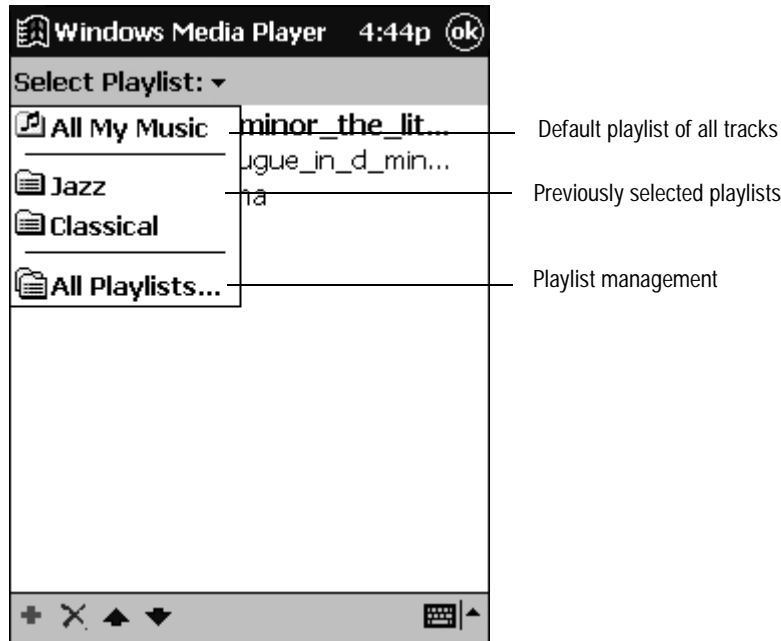 Windows Media Player 4:44p ok
Select Playlist:
All My Music minor_the_lit... Default playlist of all tracks
ugue_in_d_min...
Jazz na Previously selected playlists
Classical
All Playlists... Playlist management